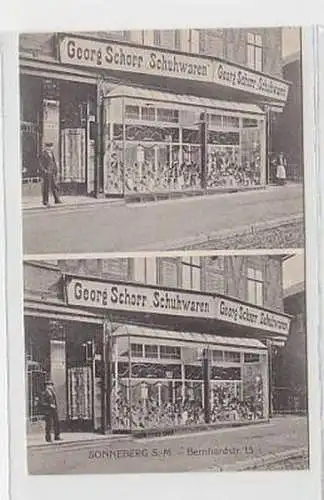 Georg Schorr „Schuhwaren"
Georg Schorr Schuhwaren
Georg Schorr Schuhwaren
Georg Schorr Schuhwaren
SONNEBERG S.-M. - Bernhardstr. 15